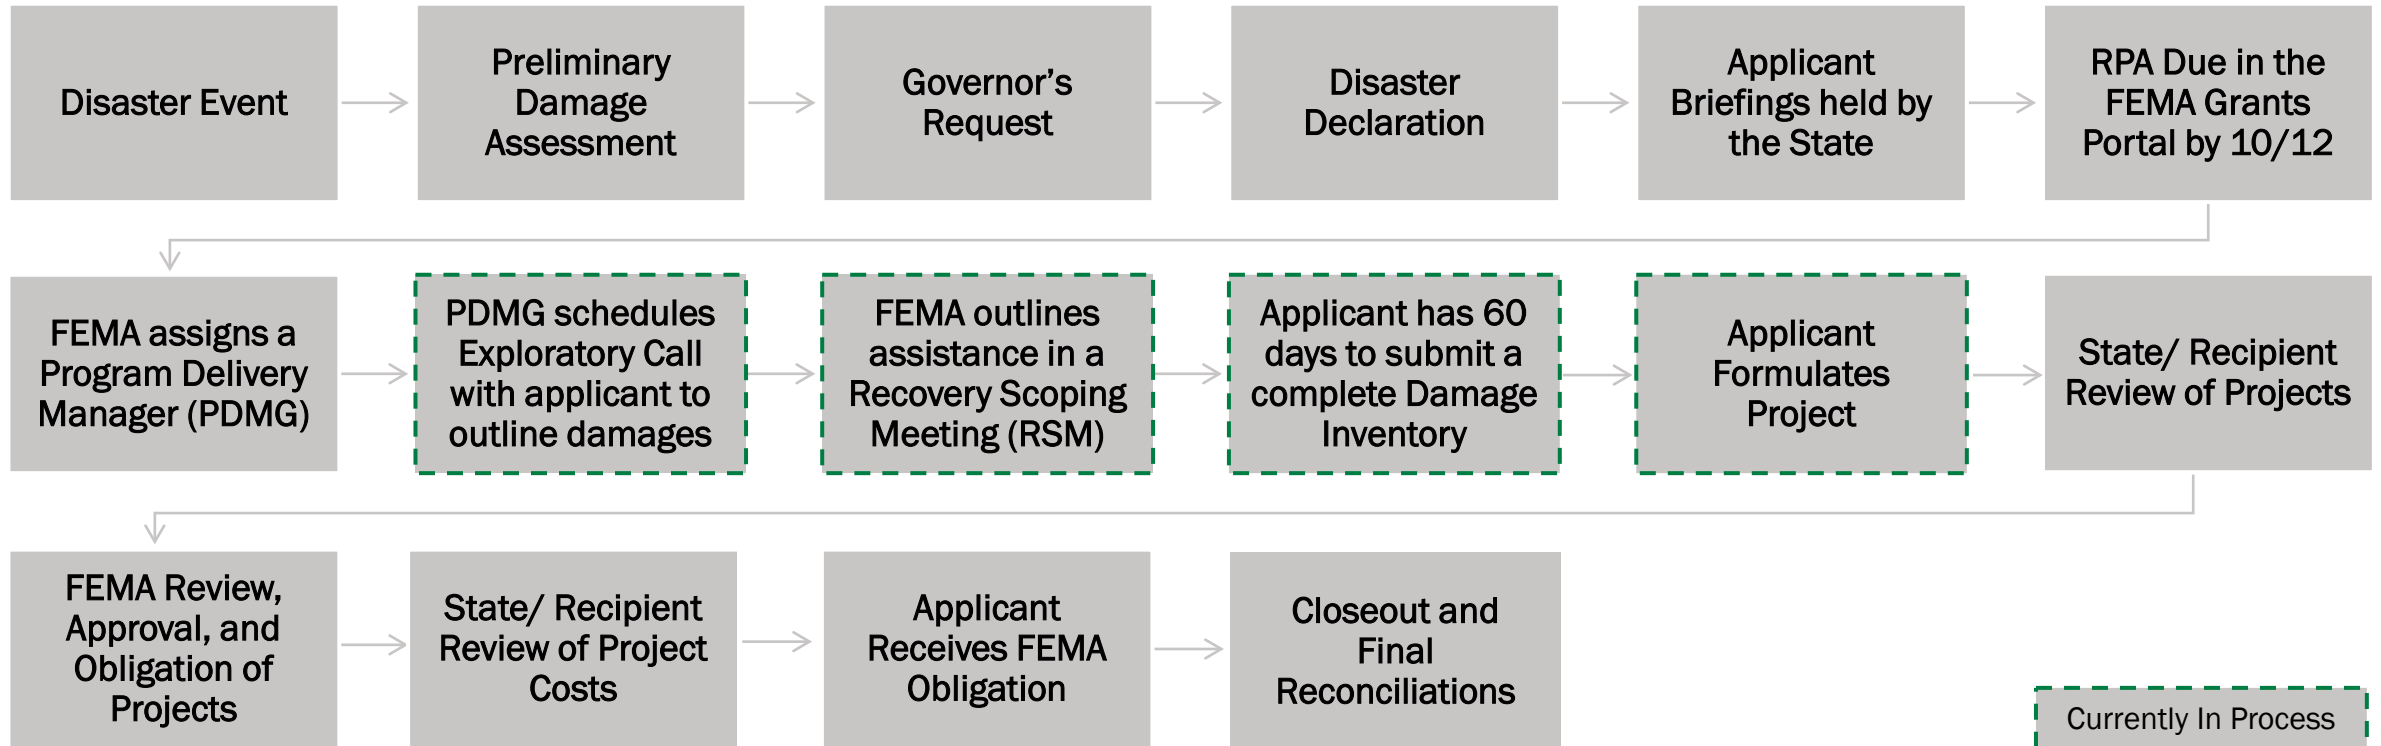 Disaster Event
Preliminary
Damage
Assessment
Governor’s
Request
Disaster
Declaration
Applicant
Briefings held by
the State
RPA Due in the
FEMA Grants
Portal by 10/12
FEMA assigns a
Program Delivery
Manager (PDMG)
PDMG schedules
Exploratory Call
with applicant to
outline damages
FEMA outlines
assistance in a
Recovery Scoping
Meeting (RSM)
Applicant has 60
days to submit a
complete Damage
Inventory
Applicant
Formulates
Project
State/ Recipient
Review of Projects
FEMA Review,
Approval, and
Obligation of
Projects
State/ Recipient
Review of Project
Costs
Applicant
Receives FEMA
Obligation
Closeout and
Final
Reconciliations
Currently In Process